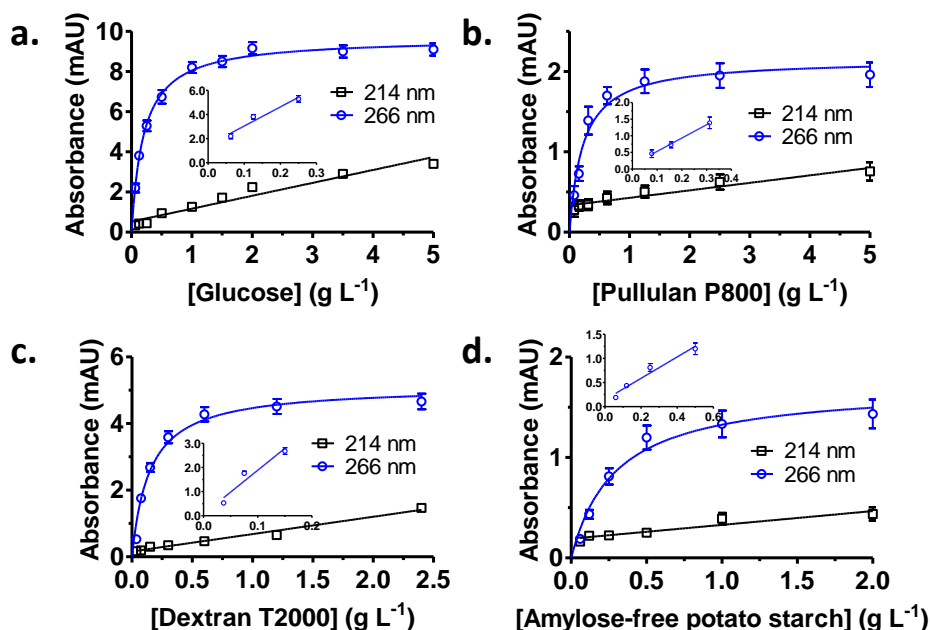 a.
Absorbance (mAU)
10
8
6
4
2
0
0 1 2 3 4 5
[Glucose] (g L-1)
214 nm
266 nm
6.0
4.0
2.0
0.0
0.0 0.1 0.2 0.3
b.
Absorbance (mAU)
2
1
0
0 1 2 3 4 5
[Pullulan P800] (g L-1)
214 nm
266 nm
2.0
1.5
1.0
0.5
0.0
0.0 0.1 0.2 0.3 0.4
c.
Absorbance (mAU)
6
4
2
0
0.0 0.5 1.0 1.5 2.0 2.5
[Dextran T2000] (g L-1)
214 nm
266 nm
3.0
2.0
1.0
0.0
0.0 0.1 0.2
d.
Absorbance (mAU)
2
1
0
0.0 0.5 1.0 1.5 2.0
[Amylose-free potato starch] (g L-1)
214 nm
266 nm
1.5
1.0
0.5
0.0
0.0 0.2 0.4 0.6